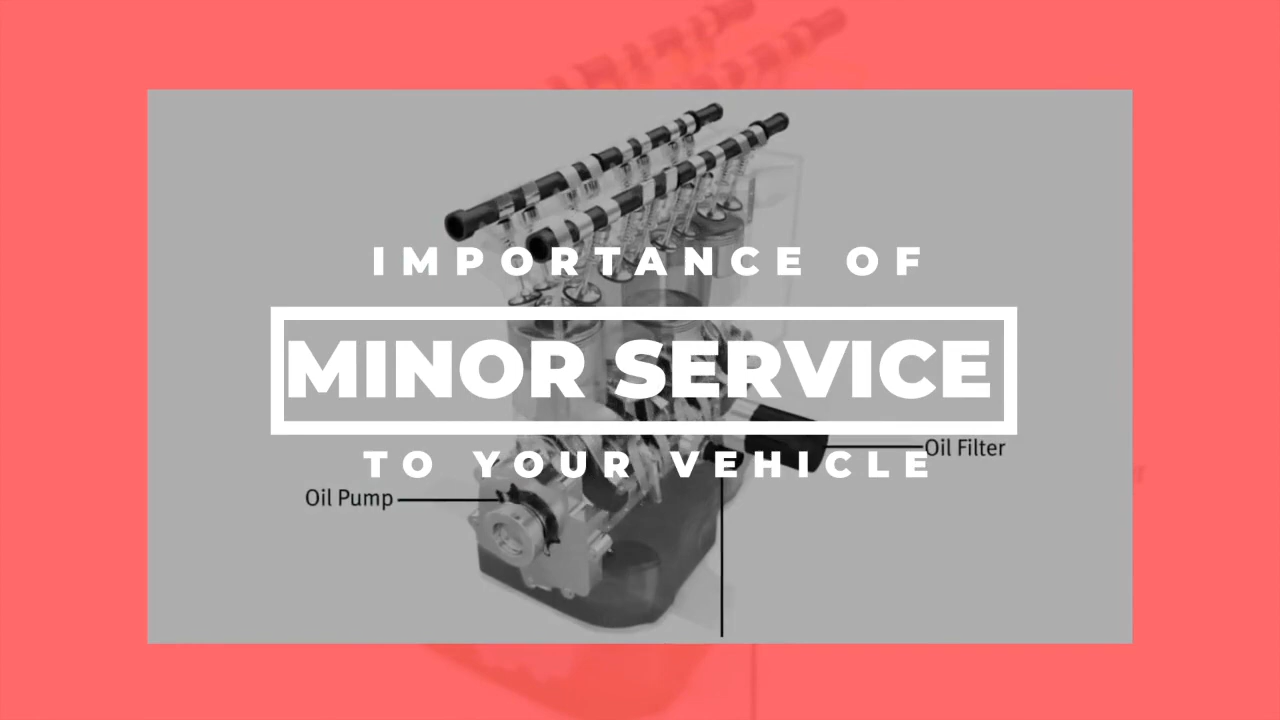 IMPORTANCE OF
MINOR SERVICE
TO YOUR VEHICLE
Oil Filter
Oil Pump